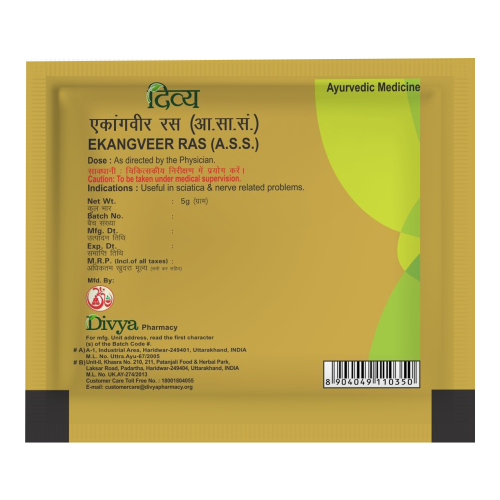 दिव्य
Ayurvedic Medicine
एकांगवीर रस (आ.सा.सं.)
EKANGVEER RAS (A.S.S.)
Dose : As directed by the Physician.
सावधानी : चिकित्सकीय निरीक्षण में प्रयोग करें।
Caution: To be taken under medical supervision.
Indications : Useful in sciatica & nerve related problems.
Net Wt. : 5g (ग्राम)
कुल भार
Batch No. :
बैच संख्या
Mfg. Dt. :
उत्पादन तिथि
Exp. Dt. :
समाप्ति तिथि
M.R.P. (Incl.of all taxes) :
अधिकतम खुदरा मूल्य (सभी कर सहित)
Mfd. By:
Divya Pharmacy
For mfg. Unit address, read the first character
(s) of the Batch Code #.
# A) A-1, Industrial Area, Haridwar-249401, Uttarakhand, INDIA
M.L. No. Uttra.Ayu-67/2005
# B) Unit-II, Khasra No. 210, 211, Patanjali Food & Herbal Park,
Laksar Road, Padartha, Haridwar-249404, Uttarakhand, INDIA
M.L. No. UK.AY-274/2013
Customer Care Toll Free No. : 18001804055
E-mail: customercare@divyapharmacy.org
8 904049 110350